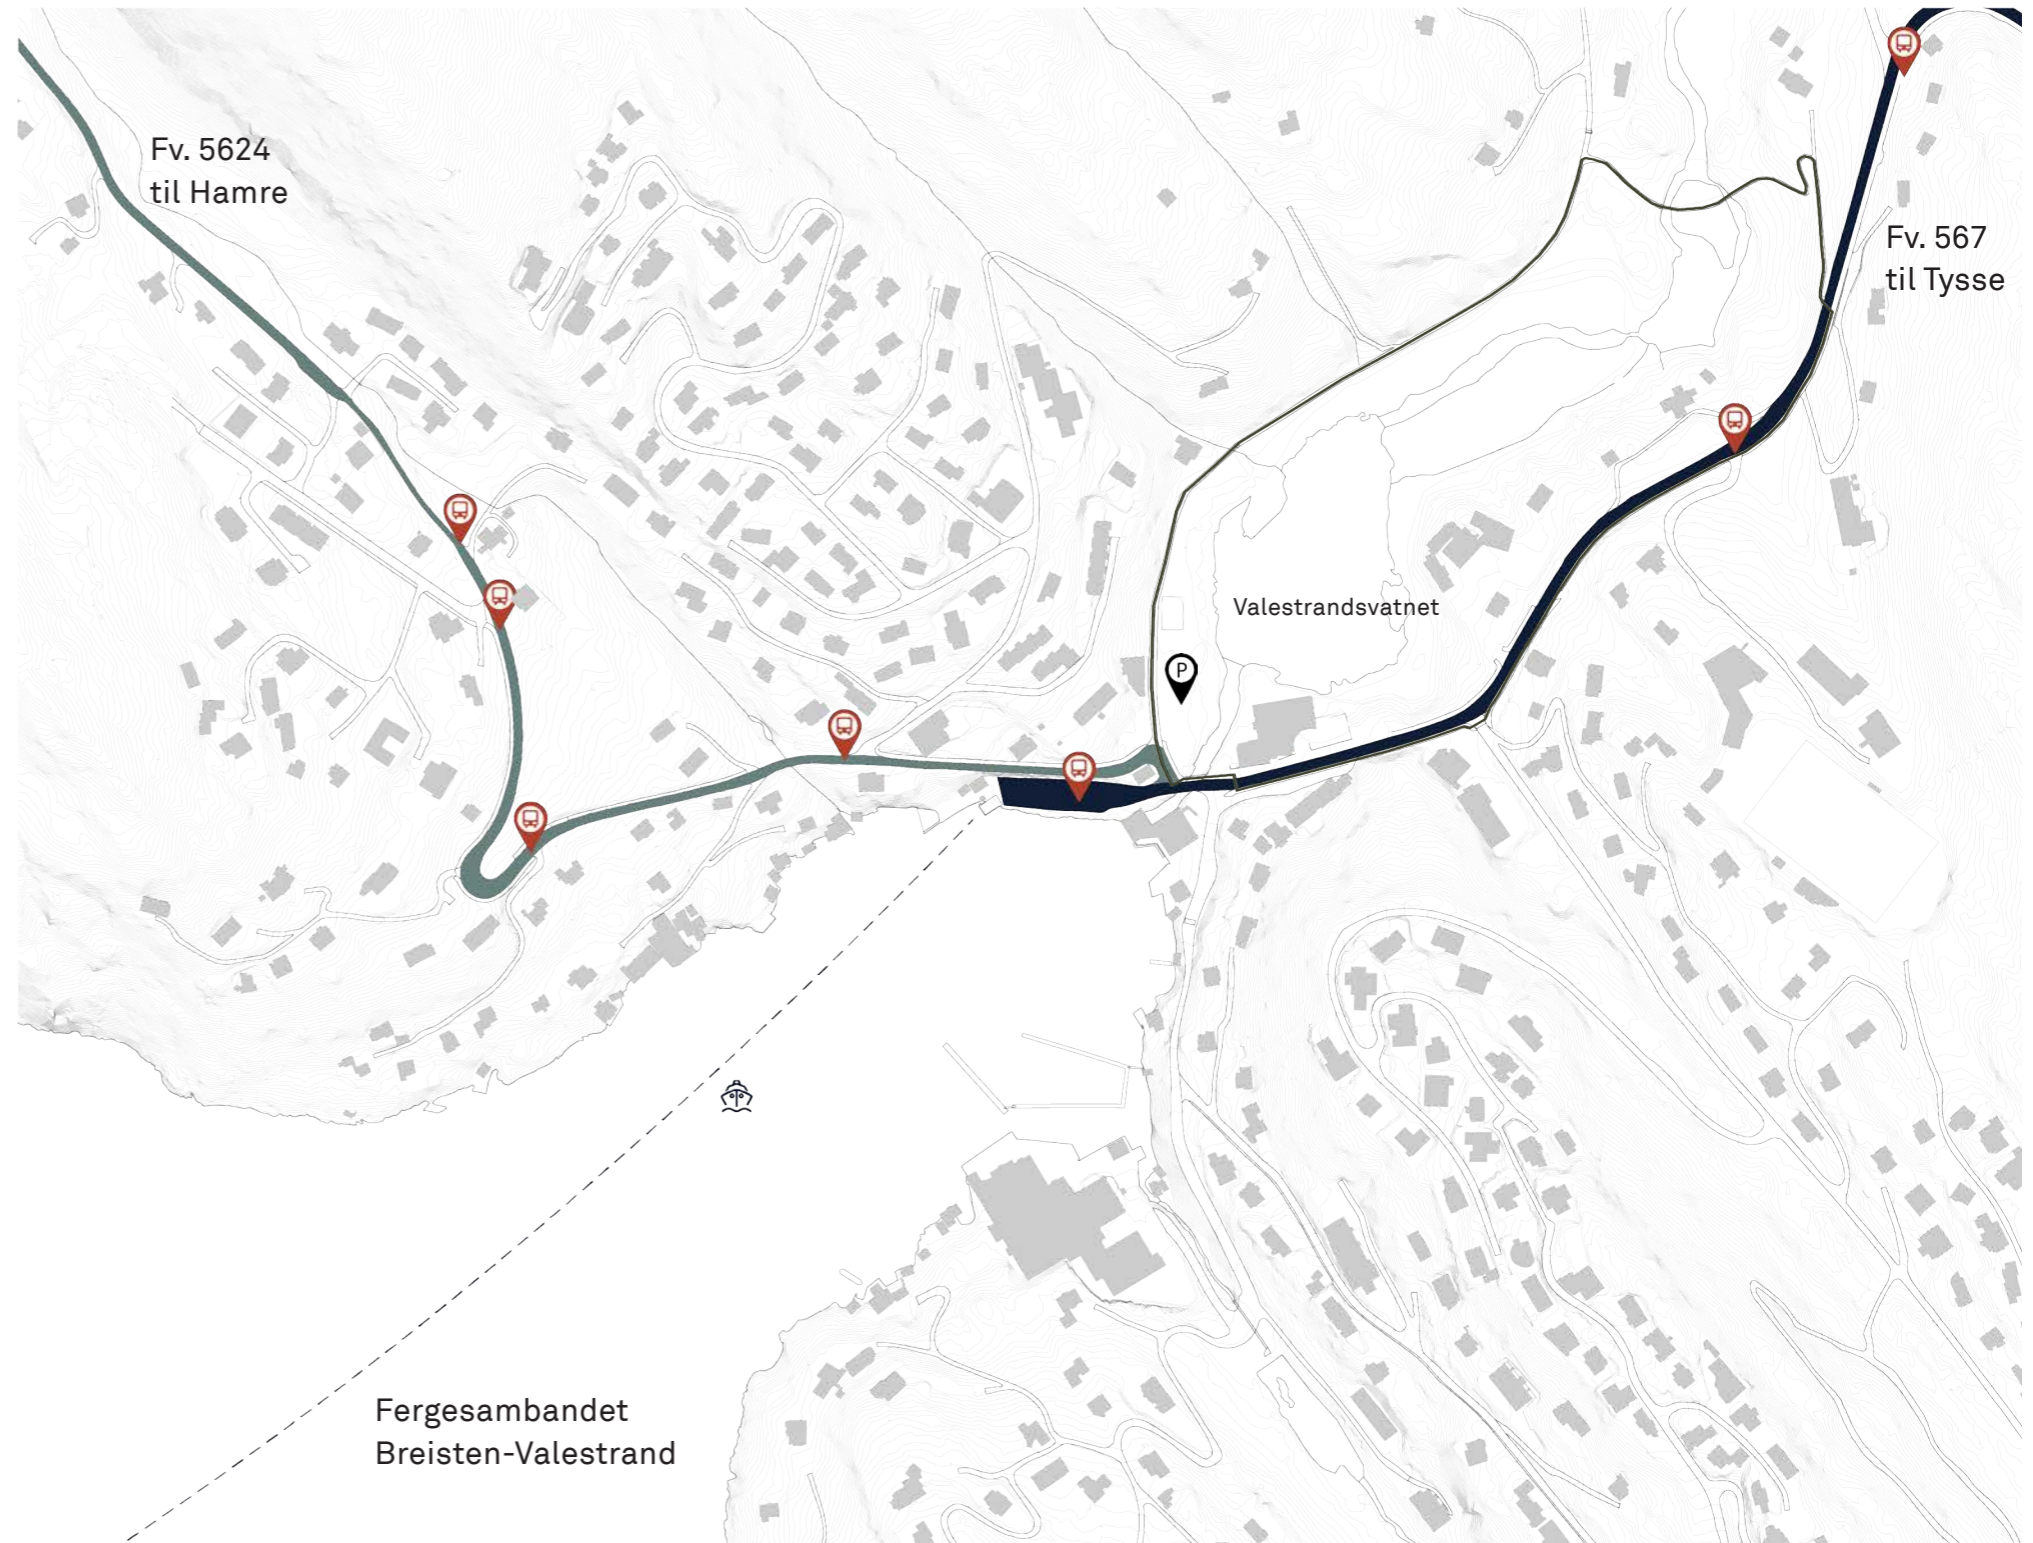 Fv. 5624
til Hamre
Fv. 567
til Tysse
Valestrandsvatnet
P
Fergesambandet
Breisten-Valestrand